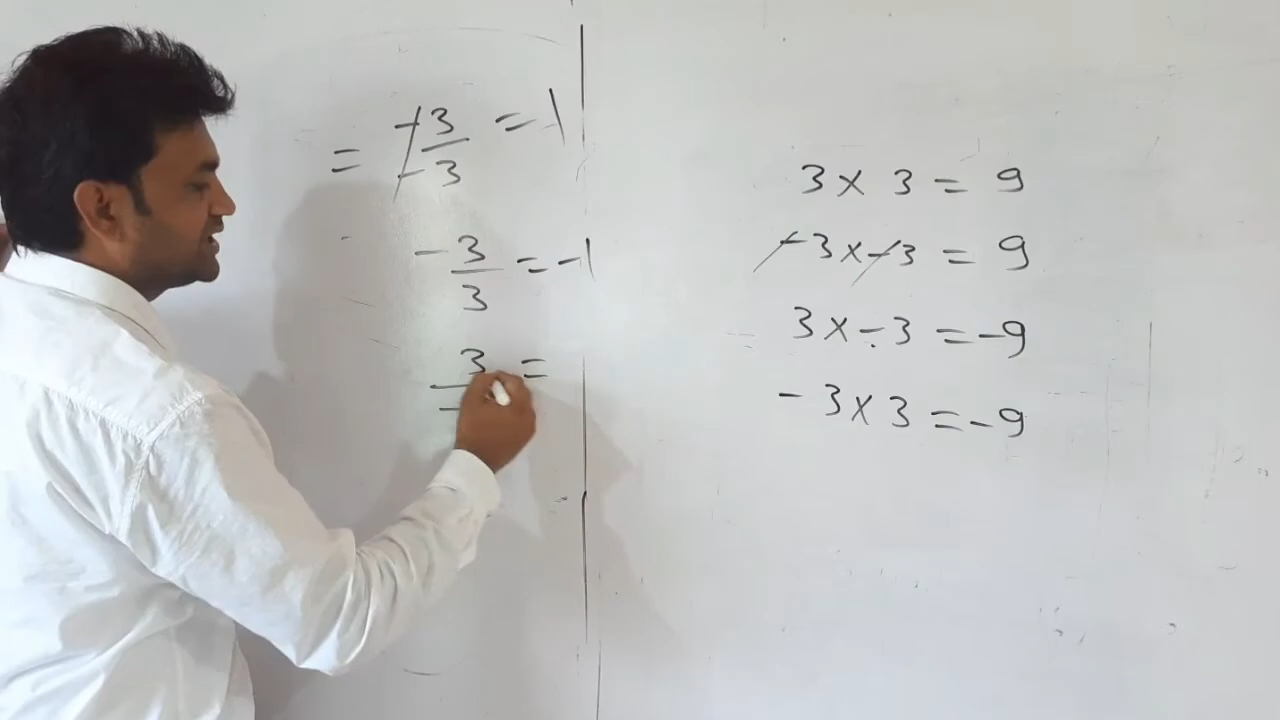 = -3/-3 = 1
-3/3 = -1
3/- =
3 × 3 = 9
-3 × -3 = 9
3 × -3 = -9
-3 × 3 = -9